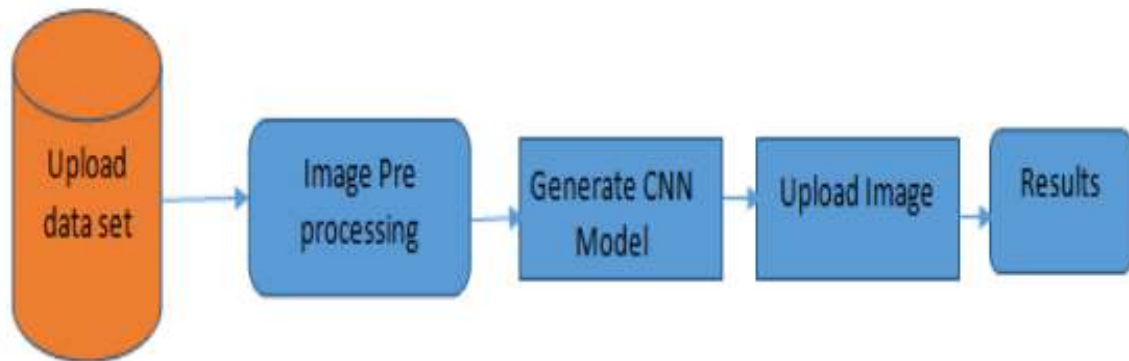 Upload
data set
Image Pre
processing
Generate CNN
Model
Upload Image
Results